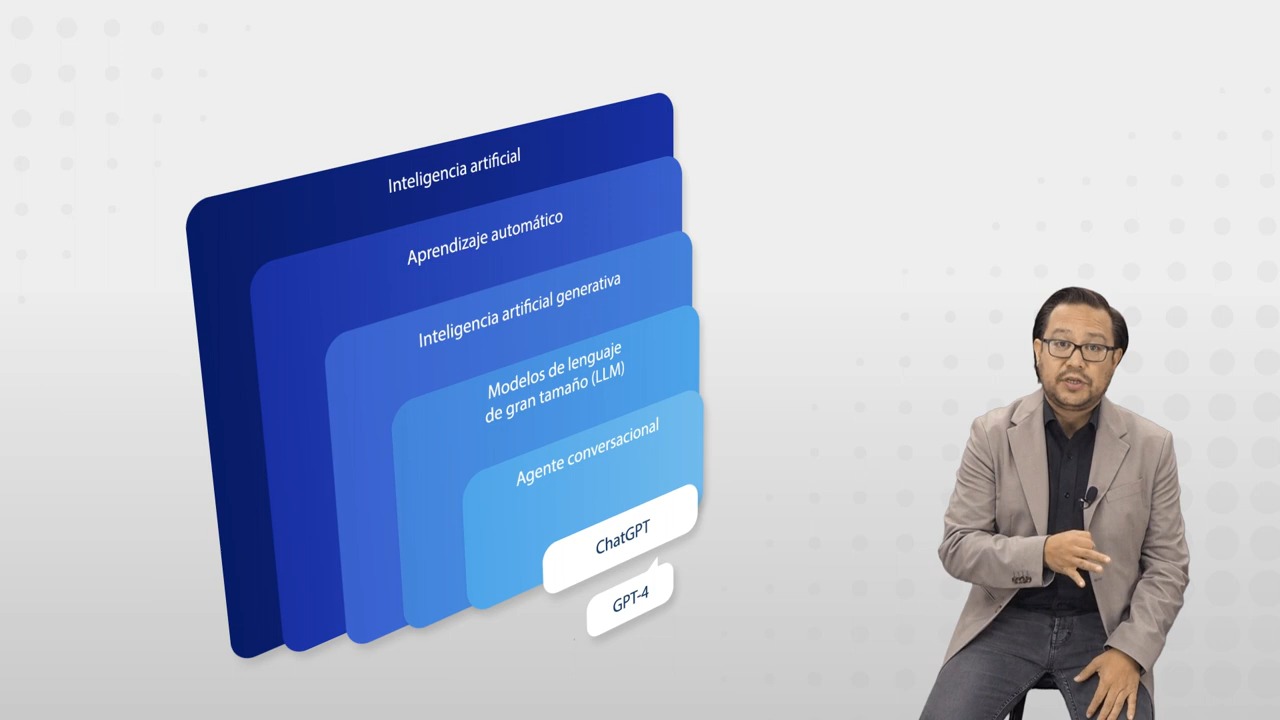 Inteligencia artificial
Aprendizaje automático
Inteligencia artificial generativa
Modelos de lenguaje
de gran tamaño (LLM)
Agente conversacional
ChatGPT
GPT-4